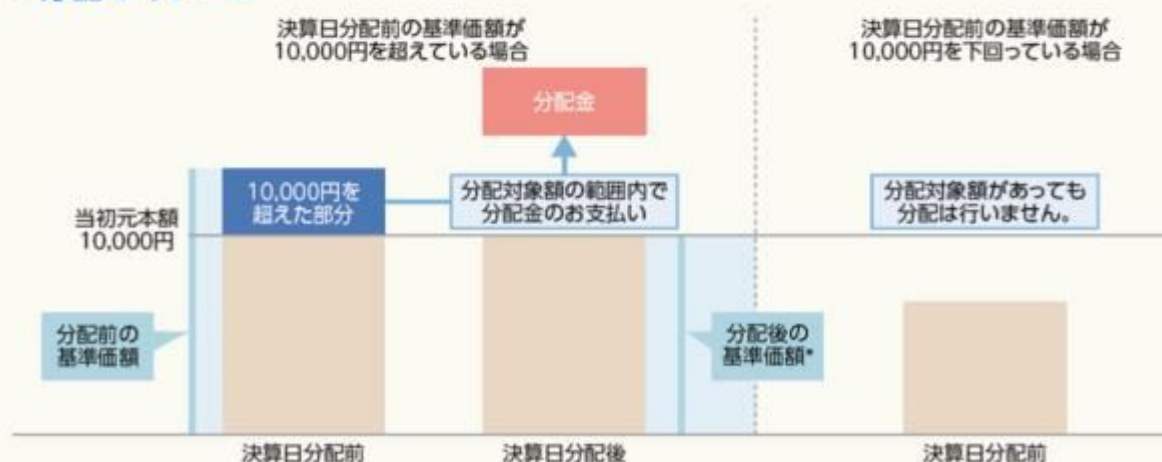 決算日分配前の基準価額が
10,000円を超えている場合
決算日分配前の基準価額が
10,000円を下回っている場合
分配金
10,000円を
超えた部分
分配対象額の範囲内で
分配金のお支払い
分配対象額があっても
分配は行いません。
当初元本額
10,000円
分配前の
基準価額
分配後の
基準価額*
決算日分配前
決算日分配後
決算日分配前